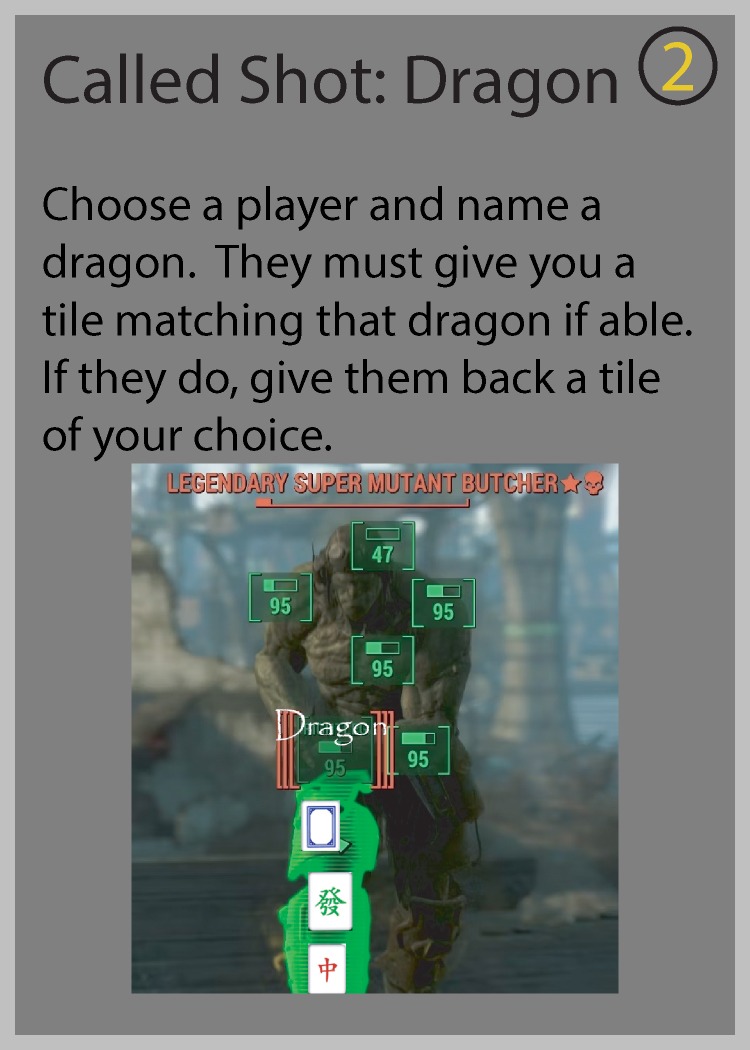 Called Shot: Dragon 2
Choose a player and name a
dragon. They must give you a
tile matching that dragon if able.
If they do, give them back a tile
of your choice.
LEGENDARY SUPER MUTANT BUTCHER
47
95
95
95
Dragon
95
95
發
中